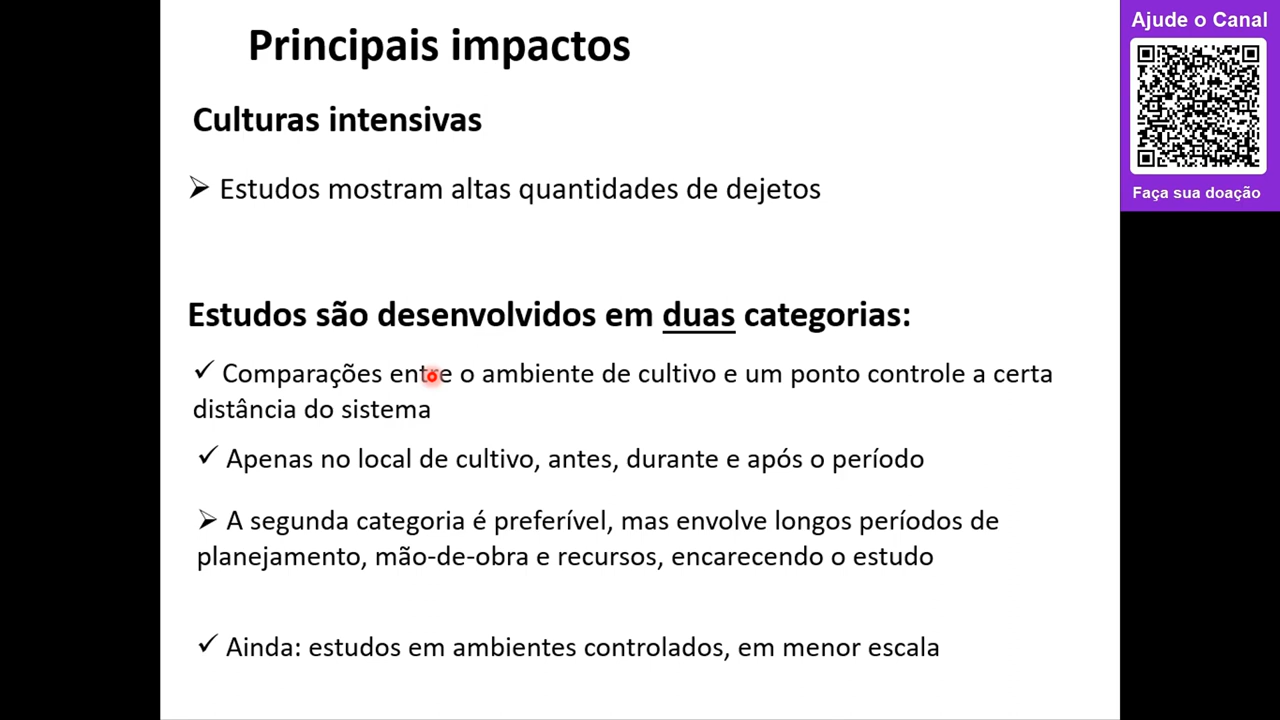 Principais impactos
Culturas intensivas
➢ Estudos mostram altas quantidades de dejetos
Estudos são desenvolvidos em duas categorias:
✓ Comparações entre o ambiente de cultivo e um ponto controle a certa
distância do sistema
✓ Apenas no local de cultivo, antes, durante e após o período
➢ A segunda categoria é preferível, mas envolve longos períodos de
planejamento, mão-de-obra e recursos, encarecendo o estudo
✓ Ainda: estudos em ambientes controlados, em menor escala
Ajude o Canal
Faça sua doação